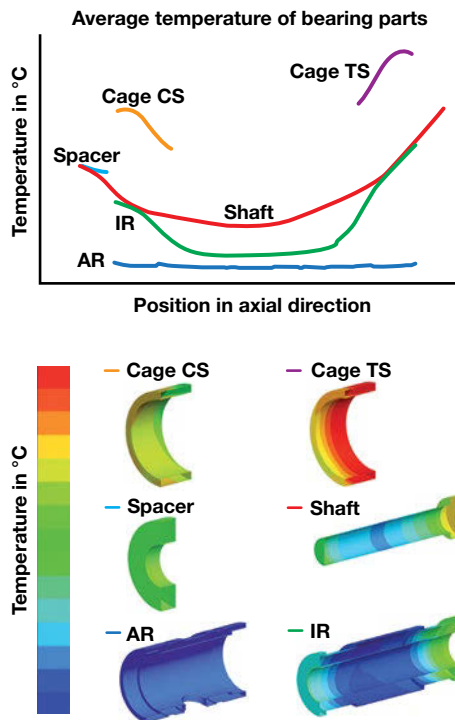 Average temperature of bearing parts
Temperature in °C
Cage CS
Cage TS
Spacer
IR
Shaft
AR
Position in axial direction
Temperature in °C
Cage CS
Cage TS
Spacer
Shaft
AR
IR